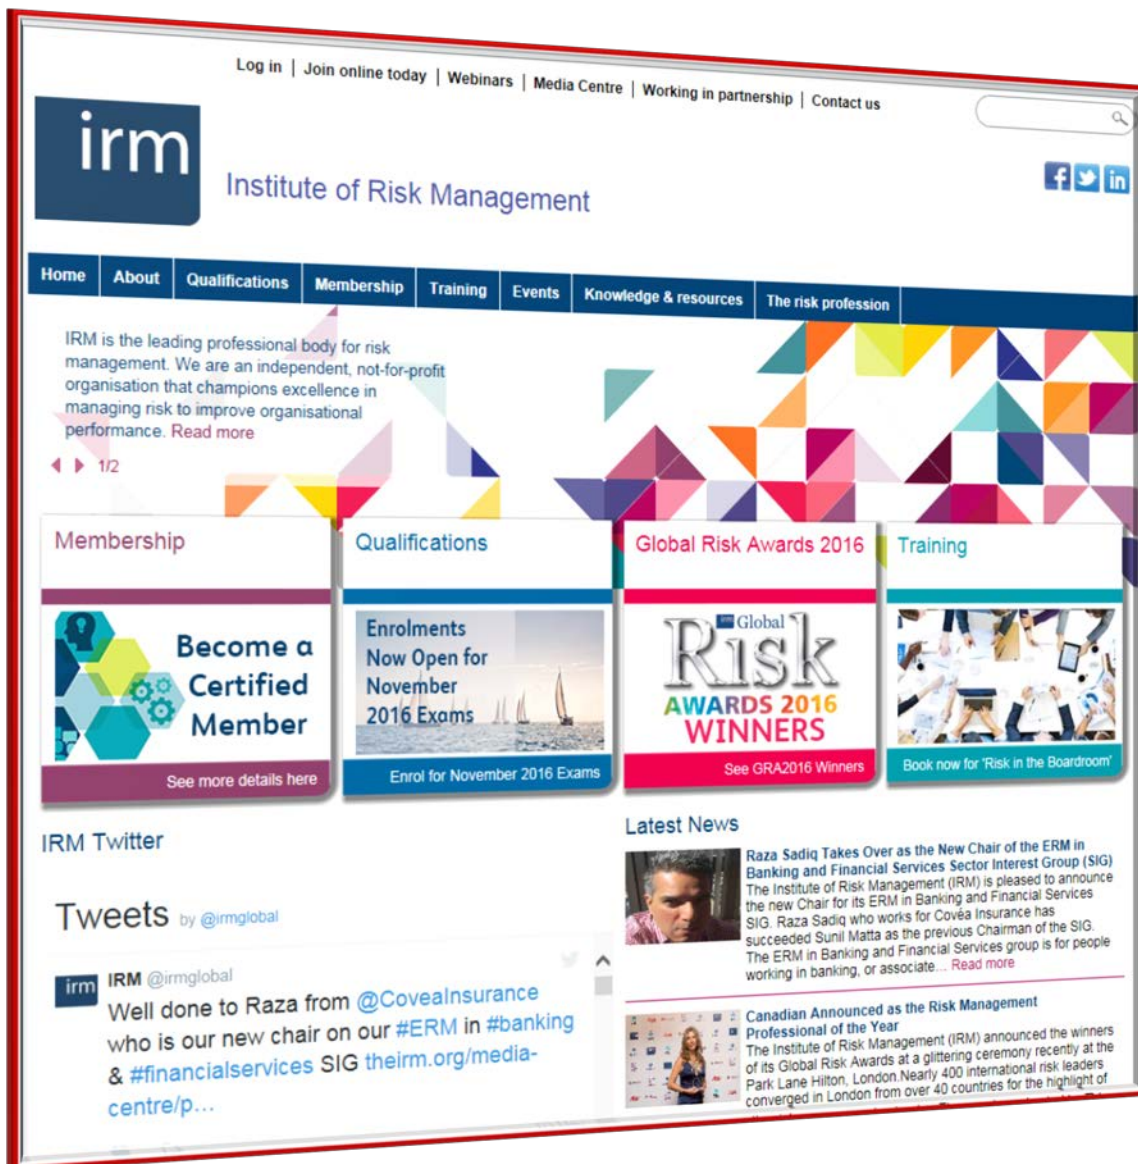 Log in | Join online today | Webinars | Media Centre | Working in partnership | Contact us
irm
Institute of Risk Management
Home
About
Qualifications
Membership
Training
Events
Knowledge & resources
The risk profession
IRM is the leading professional body for risk
management. We are an independent, not-for-profit
organisation that champions excellence in
managing risk to improve organisational
performance. Read more
1/2
Membership
Become a
Certified
Member
See more details here
Qualifications
Enrolments
Now Open for
November
2016 Exams
Enrol for November 2016 Exams
Global Risk Awards 2016
Global
Risk
AWARDS 2016
WINNERS
See GRA2016 Winners
Training
Book now for 'Risk in the Boardroom'
IRM Twitter
Tweets by @irmglobal
irm
IRM @irmglobal
Well done to Raza from @CoveaInsurance
who is our new chair on our #ERM in #banking
& #financialservices SIG theirm.org/media-
centre/p...
Latest News
Raza Sadiq Takes Over as the New Chair of the ERM in
Banking and Financial Services Sector Interest Group (SIG)
The Institute of Risk Management (IRM) is pleased to announce
the new Chair for its ERM in Banking and Financial Services
SIG. Raza Sadiq who works for Covéa Insurance has
succeeded Sunil Matta as the previous Chairman of the SIG.
The ERM in Banking and Financial Services group is for people
working in banking, or associate... Read more
Canadian Announced as the Risk Management
Professional of the Year
The Institute of Risk Management (IRM) announced the winners
of its Global Risk Awards at a glittering ceremony recently at the
Park Lane Hilton, London.Nearly 400 international risk leaders
converged in London from over 40 countries for the highlight of